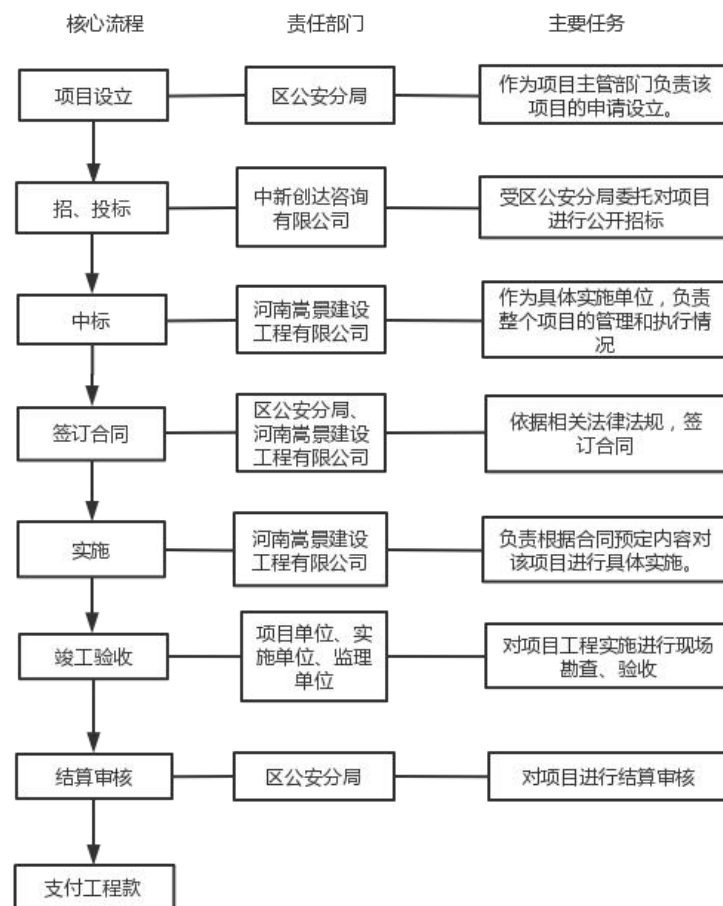 核心流程
责任部门
主要任务
项目设立
区公安分局
作为项目主管部门负责该
项目的申请设立。
招、投标
中新创达咨询
有限公司
受区公安分局委托对项目
进行公开招标
中标
河南嵩景建设
工程有限公司
作为具体实施单位，负责
整个项目的管理和执行情
况
签订合同
区公安分局、
河南嵩景建设
工程有限公司
依据相关法律法规，签
订合同
实施
河南嵩景建设
工程有限公司
负责根据合同预定内容对
该项目进行具体实施。
竣工验收
项目单位、实
施单位、监理
单位
对项目工程实施进行现场
勘查、验收
结算审核
区公安分局
对项目进行结算审核
支付工程款